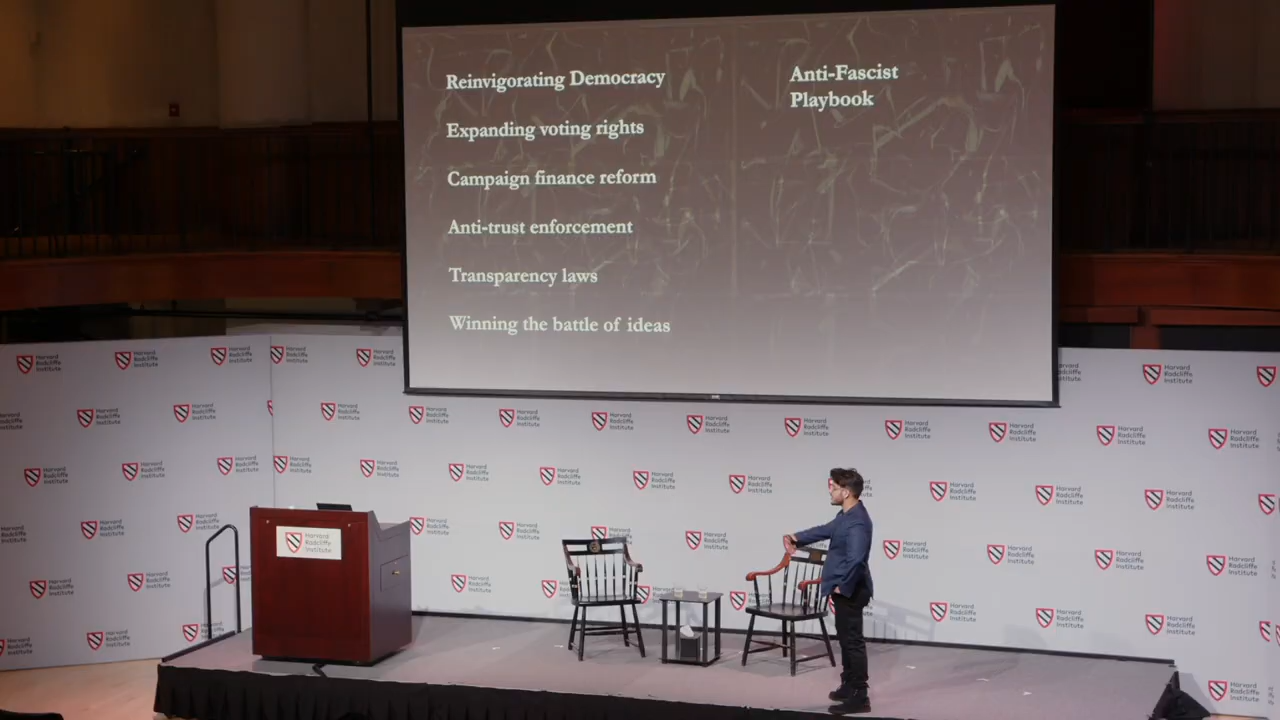 Reinvigorating Democracy
Expanding voting rights
Campaign finance reform
Anti-trust enforcement
Transparency laws
Winning the battle of ideas
Anti-Fascist
Playbook
Harvard
Radcliffe
Institute